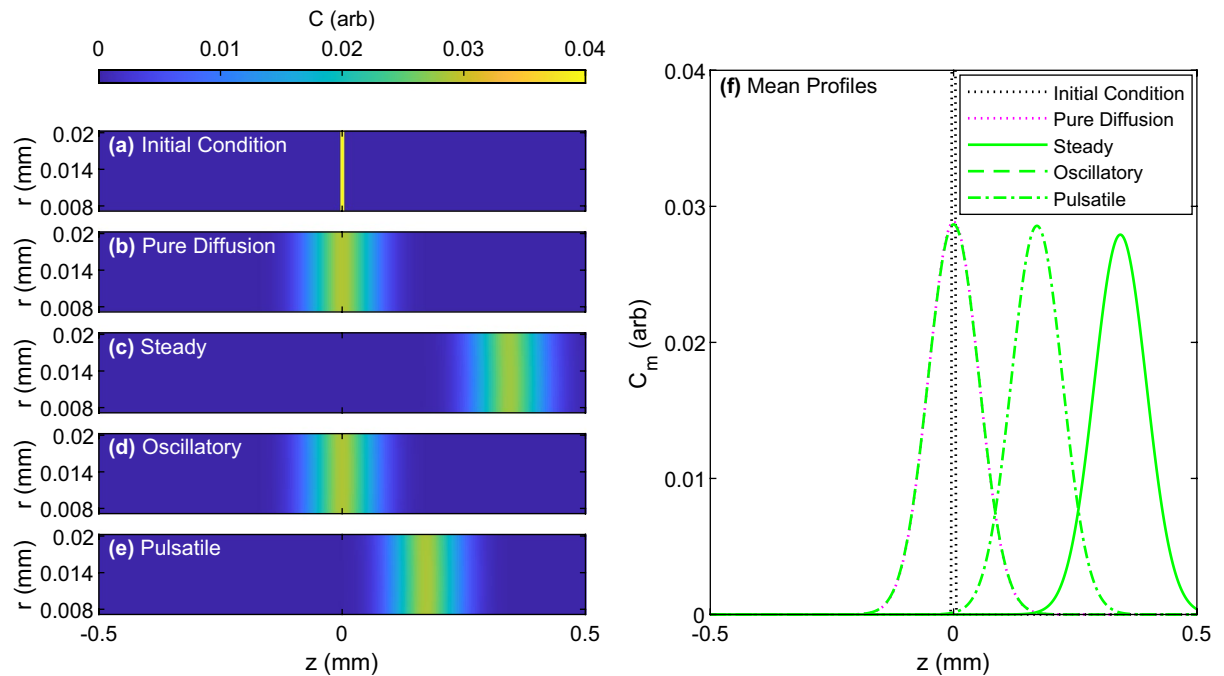 C (arb)
0 0.01 0.02 0.03 0.04
(a) Initial Condition
r (mm)
0.02
0.014
0.008
(b) Pure Diffusion
r (mm)
0.02
0.014
0.008
(c) Steady
r (mm)
0.02
0.014
0.008
(d) Oscillatory
r (mm)
0.02
0.014
0.008
(e) Pulsatile
r (mm)
0.02
0.014
0.008
-0.5 0 0.5
z (mm)
(f) Mean Profiles
Initial Condition
Pure Diffusion
Steady
Oscillatory
Pulsatile
C_m (arb)
0.04
0.03
0.02
0.01
0
-0.5 0 0.5
z (mm)